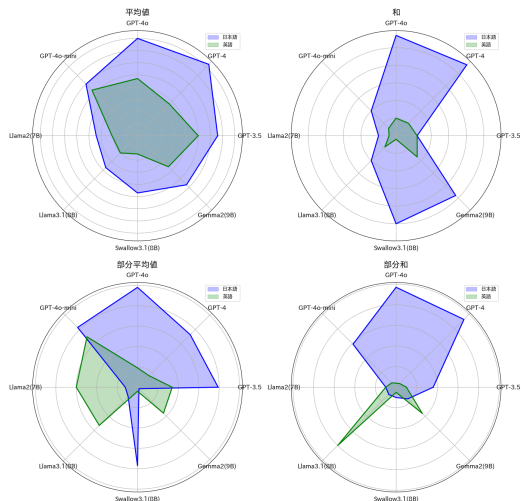 平均値
GPT-4o
日本語
英語
GPT-4o-mini
GPT-4
Llama2(7B)
GPT-3.5
Llama3.1(8B)
Gemma2(9B)
Swallow3.1(8B)
和
GPT-4o
日本語
英語
GPT-4o-mini
GPT-4
Llama2(7B)
GPT-3.5
Llama3.1(8B)
Gemma2(9B)
Swallow3.1(8B)
部分平均値
GPT-4o
日本語
英語
GPT-4o-mini
GPT-4
Llama2(7B)
GPT-3.5
Llama3.1(8B)
Gemma2(9B)
Swallow3.1(8B)
部分和
GPT-4o
日本語
英語
GPT-4o-mini
GPT-4
Llama2(7B)
GPT-3.5
Llama3.1(8B)
Gemma2(9B)
Swallow3.1(8B)